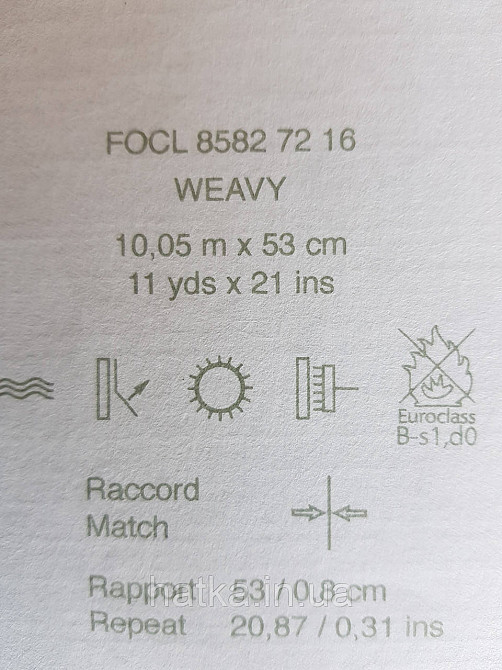 FOCL 8582 72 16
WEAVY
10,05 m x 53 cm
11 yds x 21 ins
Euroclass
B-s1,d0
Raccord
Match
Rapport 53 / 0,8 cm
hatka.in.ua
Repeat 20,87 / 0,31 ins